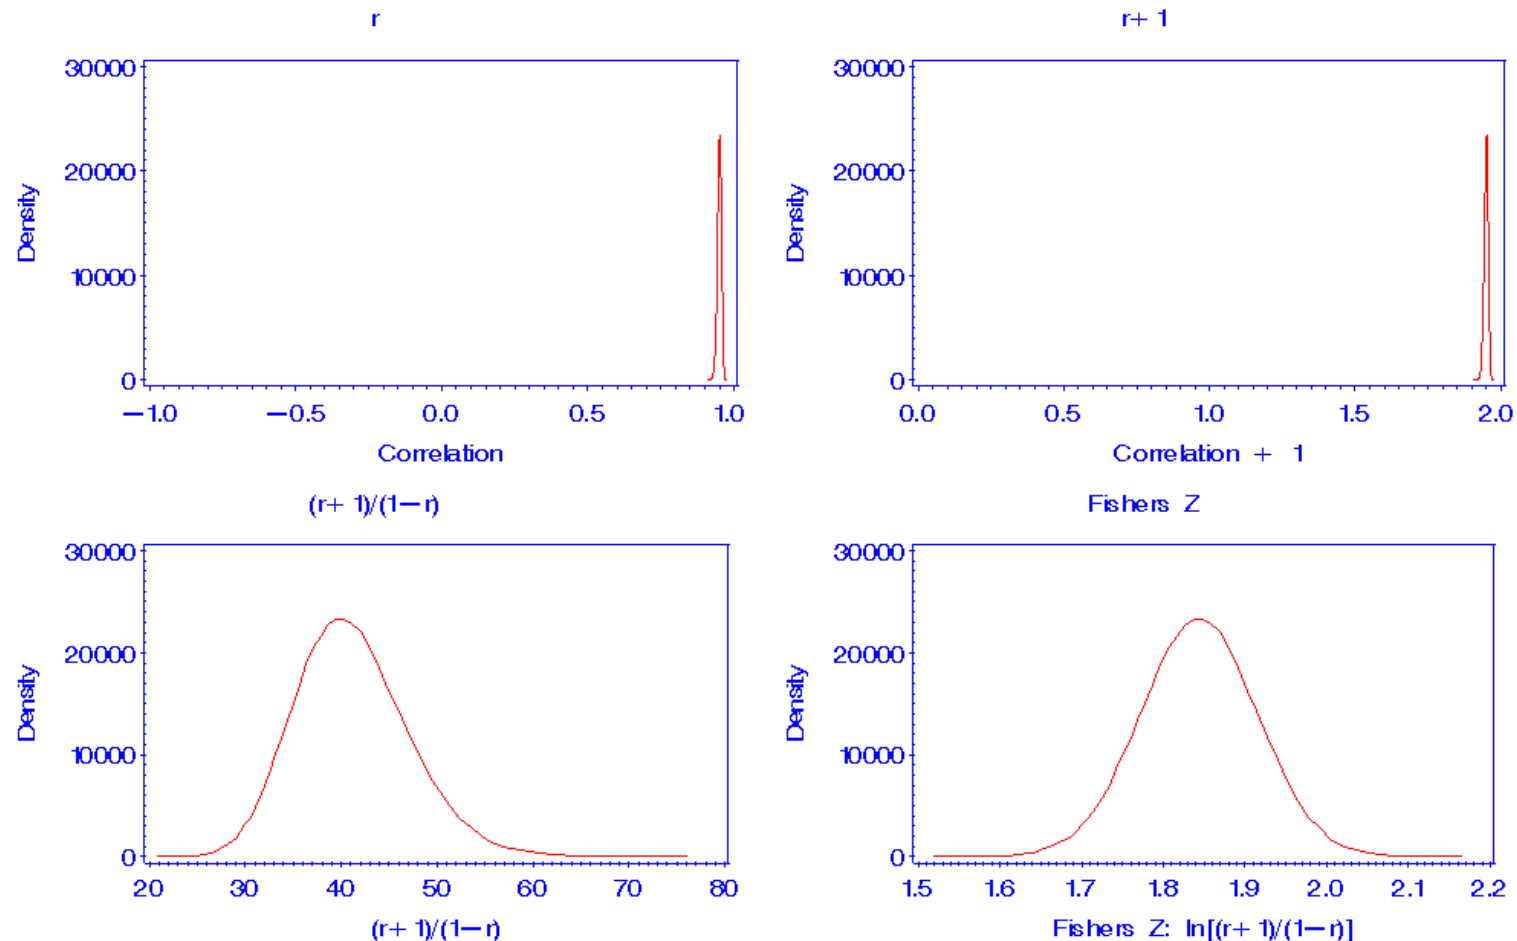 r
30000
20000
10000
0
Density
−1.0 −0.5 0.0 0.5 1.0
Correlation
r+ 1
30000
20000
10000
0
Density
0.0 0.5 1.0 1.5 2.0
Correlation + 1
(r+ 1)/(1−r)
30000
20000
10000
0
Density
20 30 40 50 60 70 80
(r+ 1)/(1−r)
Fishers Z
30000
20000
10000
0
Density
1.5 1.6 1.7 1.8 1.9 2.0 2.1 2.2
Fishers Z: ln[(r+ 1)/(1−r)]